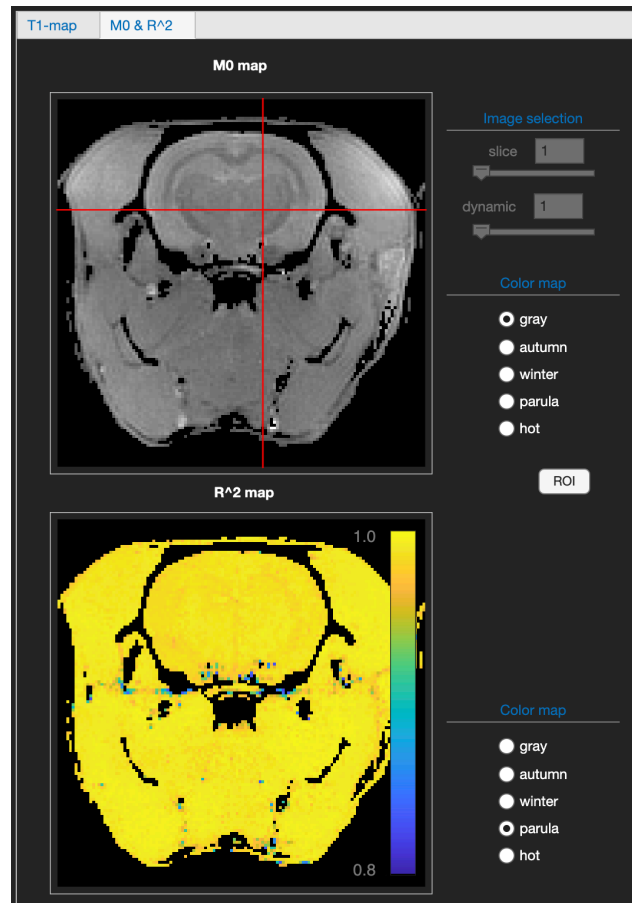 T1-map
M0 & R^2
M0 map
Image selection
slice
1
dynamic
1
Color map
gray
autumn
winter
parula
hot
ROI
R^2 map
1.0
0.8
Color map
gray
autumn
winter
parula
hot